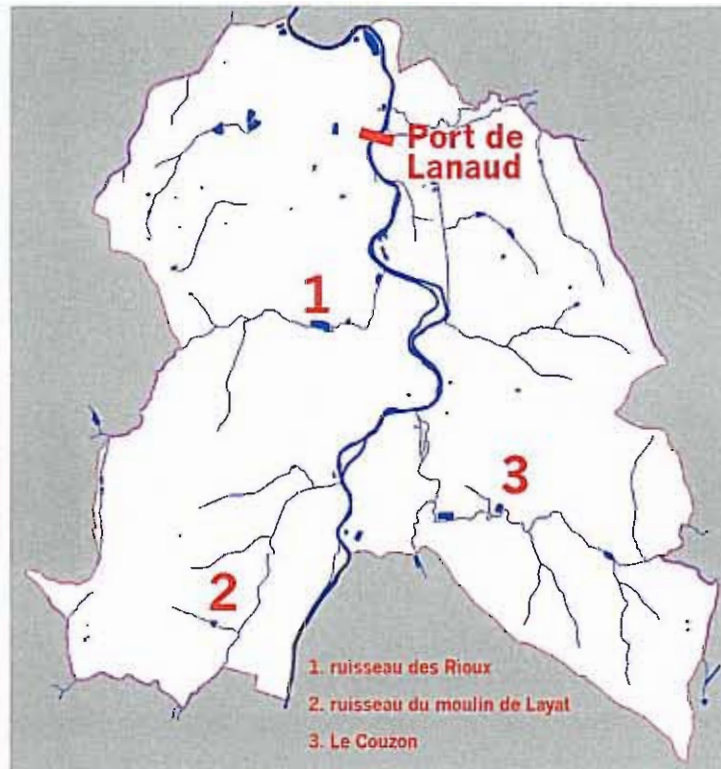 Port de
Lanaud
1
3
2
1. ruisseau des Rioux
2. ruisseau du moulin de Layat
3. Le Couzon